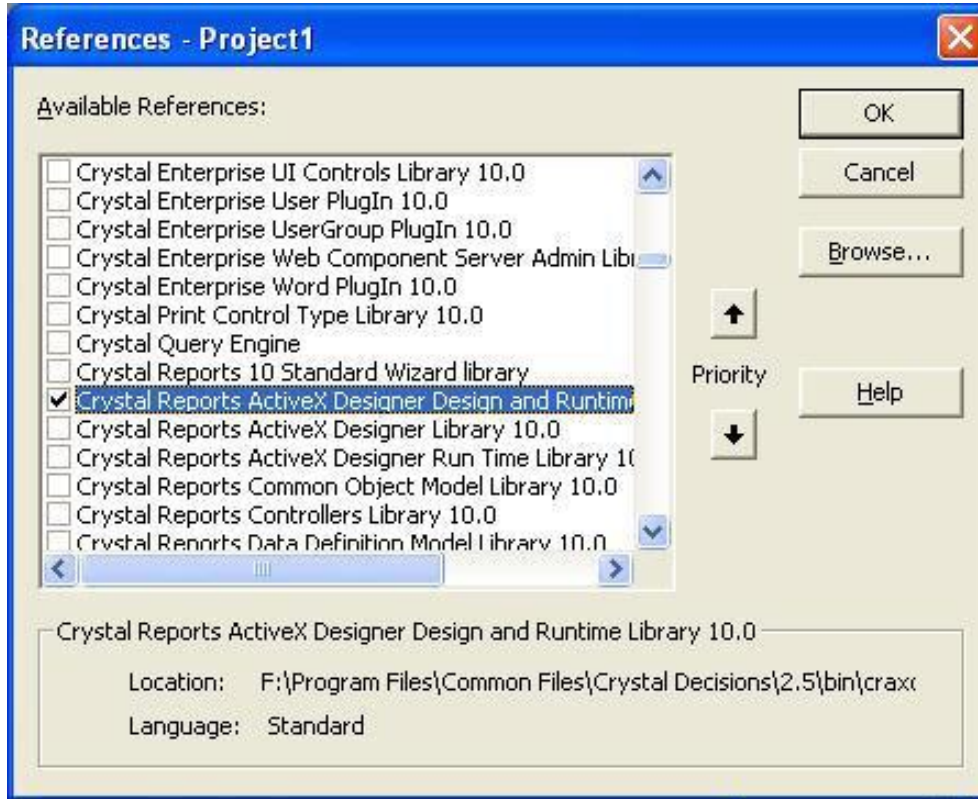 References - Project1
Available References:
OK
Cancel
Browse...
Priority
Help
Crystal Enterprise UI Controls Library 10.0
Crystal Enterprise User PlugIn 10.0
Crystal Enterprise UserGroup PlugIn 10.0
Crystal Enterprise Web Component Server Admin Libr
Crystal Enterprise Word PlugIn 10.0
Crystal Print Control Type Library 10.0
Crystal Query Engine
Crystal Reports 10 Standard Wizard library
Crystal Reports ActiveX Designer Design and Runtime
Crystal Reports ActiveX Designer Library 10.0
Crystal Reports ActiveX Designer Run Time Library 1
Crystal Reports Common Object Model Library 10.0
Crystal Reports Controllers Library 10.0
Crystal Reports Data Definition Model Library 10.0
Crystal Reports ActiveX Designer Design and Runtime Library 10.0
Location: F:\Program Files\Common Files\Crystal Decisions\2.5\bin\crax
Language: Standard